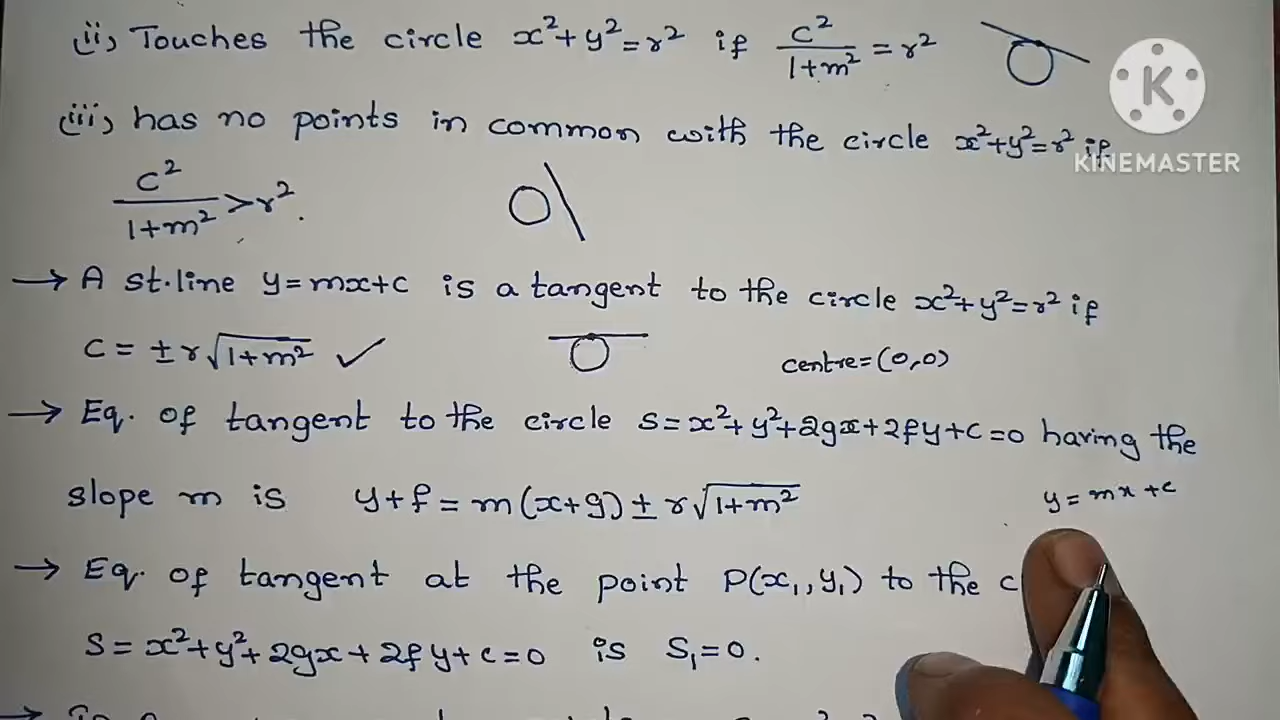 (ii) Touches the circle x²+y²=r² if c²/1+m² = r²
K
KINEMASTER
(iii) has no points in common with the circle x²+y²=r² if
c²/1+m² > r².
→ A st.line y=mx+c is a tangent to the circle x²+y²=r² if
c = ±r√1+m² ✓
centre=(0,0)
→ Eq. of tangent to the circle S=x²+y²+2gx+2fy+c=0 having the
slope m is y+f = m(x+g) ± r√1+m²
y=mx+c
→ Eq. of tangent at the point P(x₁,y₁) to the c
S=x²+y²+2gx+2fy+c=0 is S₁=0.